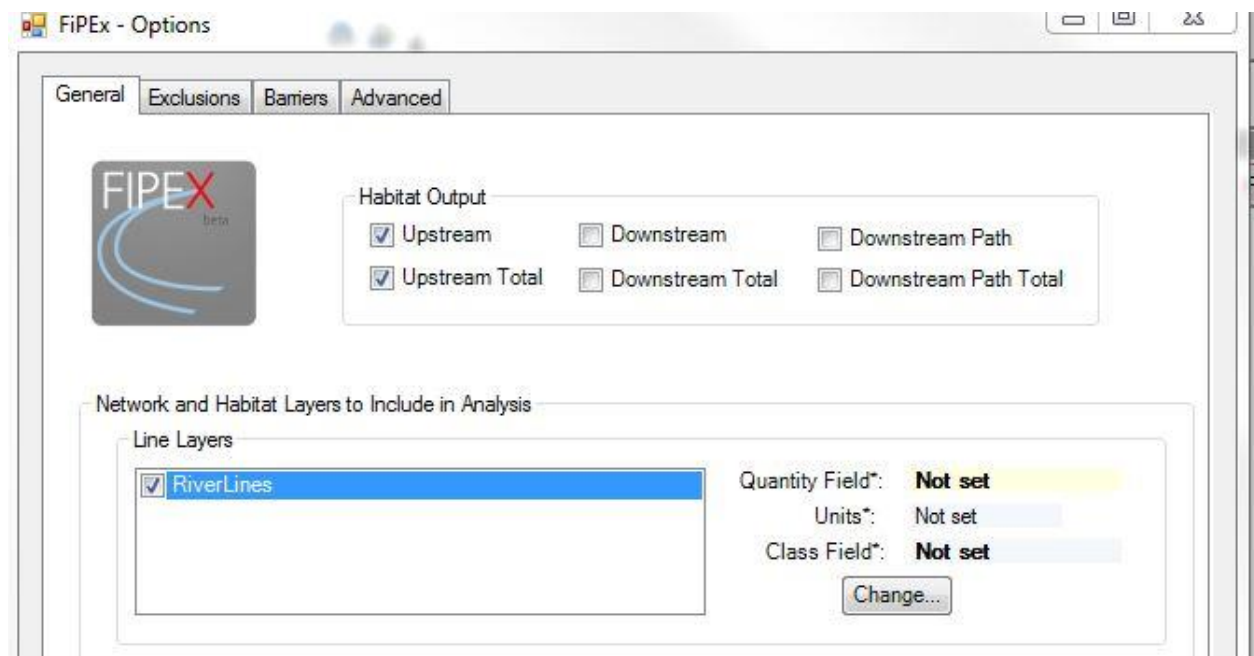 FiPEx - Options
General Exclusions Barriers Advanced
FIPEX
beta
Habitat Output
Upstream Downstream Downstream Path
Upstream Total Downstream Total Downstream Path Total
Network and Habitat Layers to Include in Analysis
Line Layers
RiverLines
Quantity Field*: Not set
Units*: Not set
Class Field*: Not set
Change...